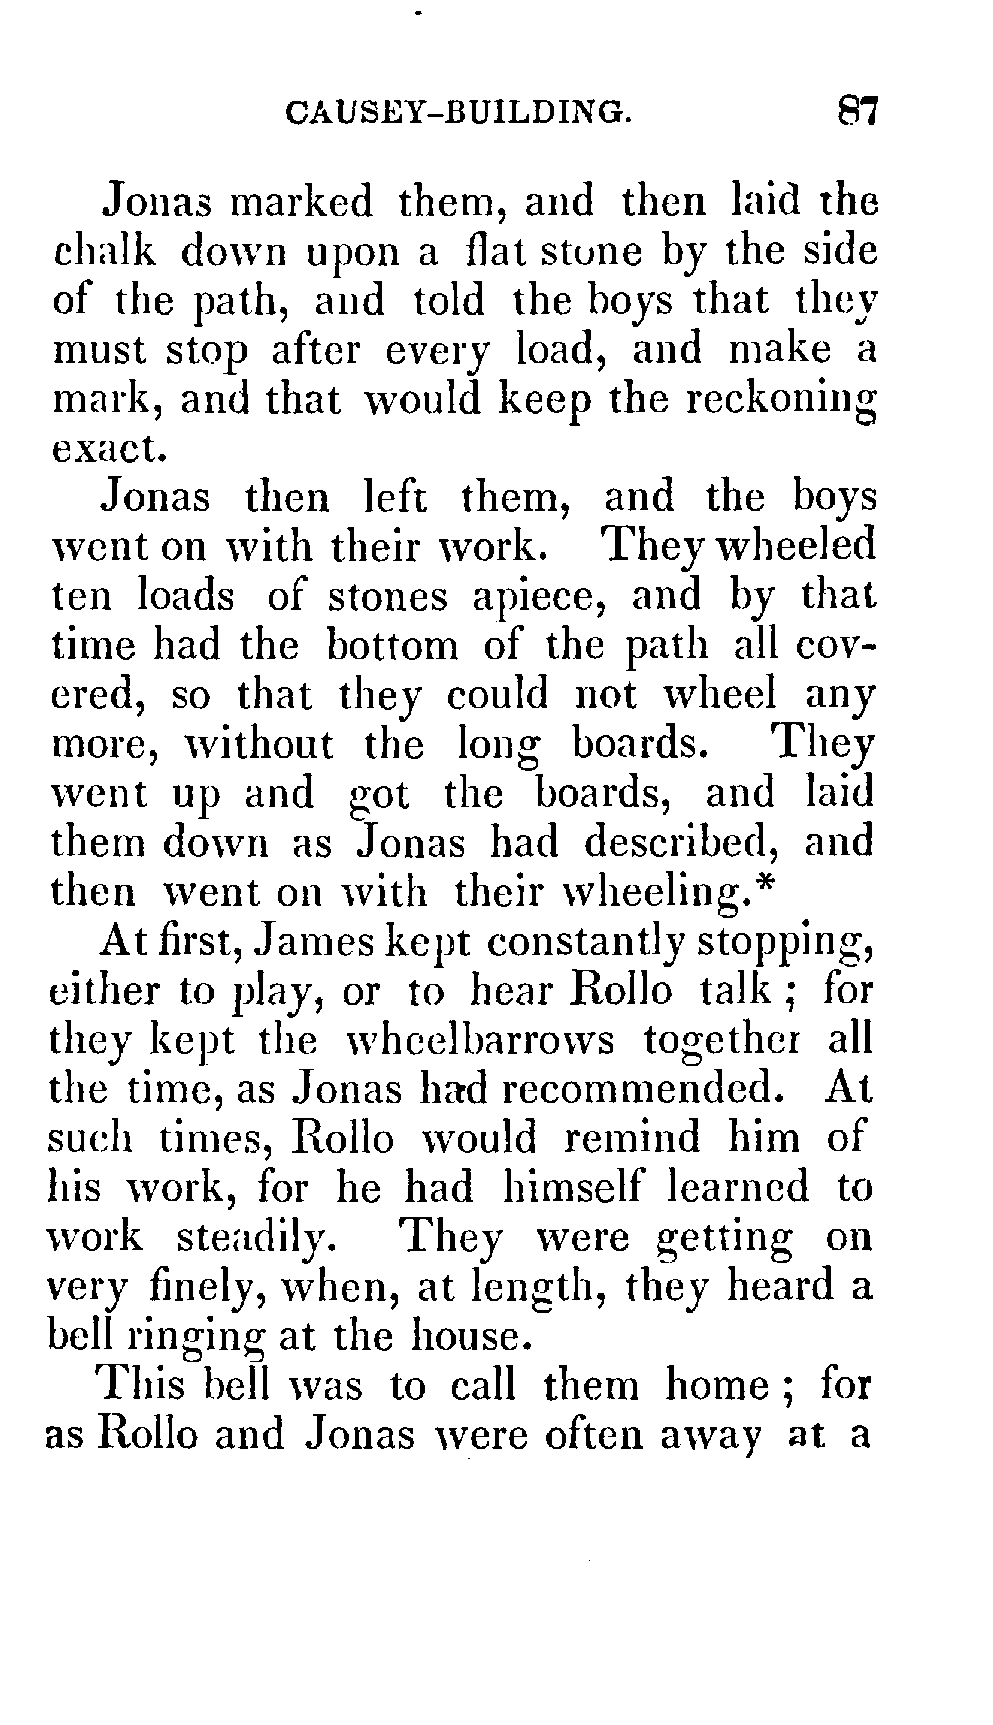 CAUSEY-BUILDING. 87
Jonas marked them, and then laid the
chalk down upon a flat stone by the side
of the path, and told the boys that they
must stop after every load, and make a
mark, and that would keep the reckoning
exact.
Jonas then left them, and the boys
went on with their work. They wheeled
ten loads of stones apiece, and by that
time had the bottom of the path all cov-
ered, so that they could not wheel any
more, without the long boards. They
went up and got the boards, and laid
them down as Jonas had described, and
then went on with their wheeling.*
At first, James kept constantly stopping,
either to play, or to hear Rollo talk ; for
they kept the wheelbarrows together all
the time, as Jonas had recommended. At
such times, Rollo would remind him of
his work, for he had himself learned to
work steadily. They were getting on
very finely, when, at length, they heard a
bell ringing at the house.
This bell was to call them home ; for
as Rollo and Jonas were often away at a